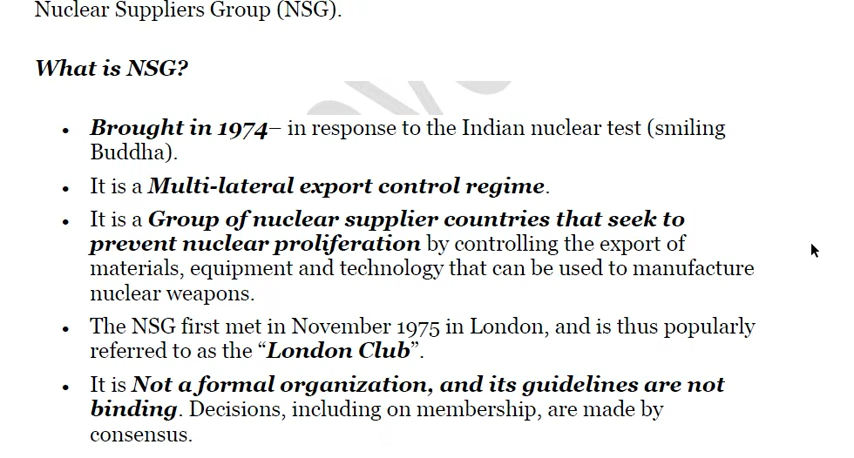 Nuclear Suppliers Group (NSG).
What is NSG?
• Brought in 1974– in response to the Indian nuclear test (smiling
Buddha).
• It is a Multi-lateral export control regime.
• It is a Group of nuclear supplier countries that seek to
prevent nuclear proliferation by controlling the export of
materials, equipment and technology that can be used to manufacture
nuclear weapons.
• The NSG first met in November 1975 in London, and is thus popularly
referred to as the “London Club”.
• It is Not a formal organization, and its guidelines are not
binding. Decisions, including on membership, are made by
consensus.